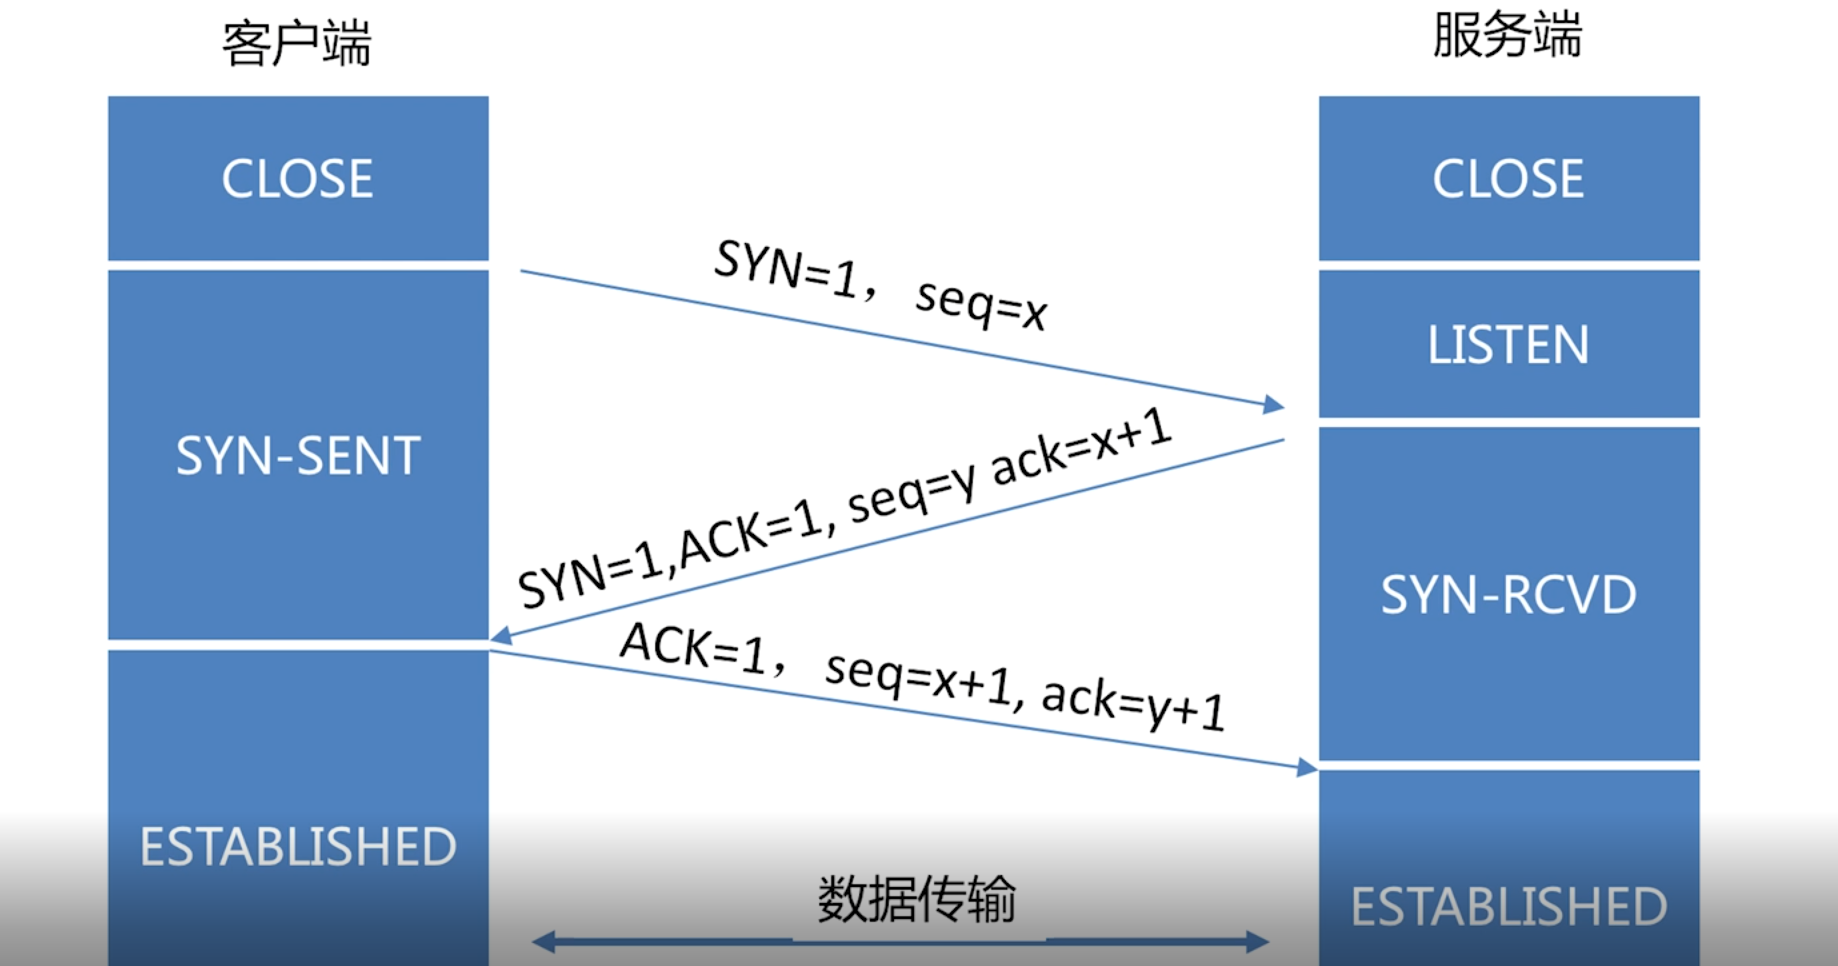 客户端
服务端
CLOSE
CLOSE
SYN=1，seq=x
LISTEN
SYN-SENT
SYN=1,ACK=1, seq=y ack=x+1
SYN-RCVD
ACK=1，seq=x+1, ack=y+1
ESTABLISHED
数据传输
ESTABLISHED